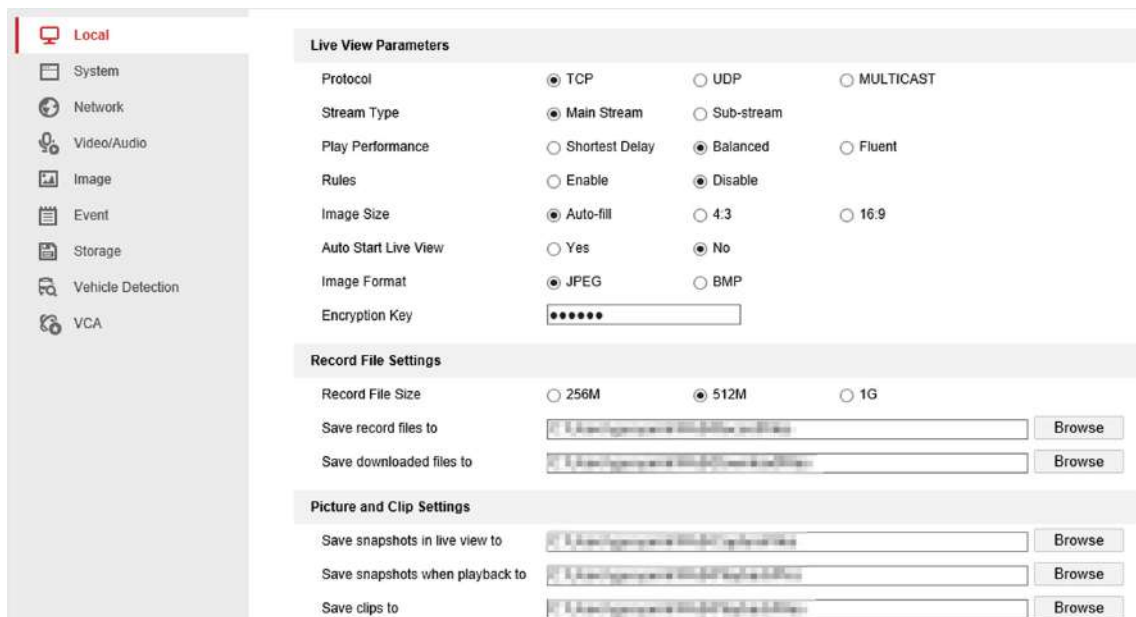 Local
System
Network
Video/Audio
Image
Event
Storage
Vehicle Detection
VCA
Live View Parameters
Protocol TCP UDP MULTICAST
Stream Type Main Stream Sub-stream
Play Performance Shortest Delay Balanced Fluent
Rules Enable Disable
Image Size Auto-fill 4:3 16:9
Auto Start Live View Yes No
Image Format JPEG BMP
Encryption Key ••••••
Record File Settings
Record File Size 256M 512M 1G
Save record files to Browse
Save downloaded files to Browse
Picture and Clip Settings
Save snapshots in live view to Browse
Save snapshots when playback to Browse
Save clips to Browse